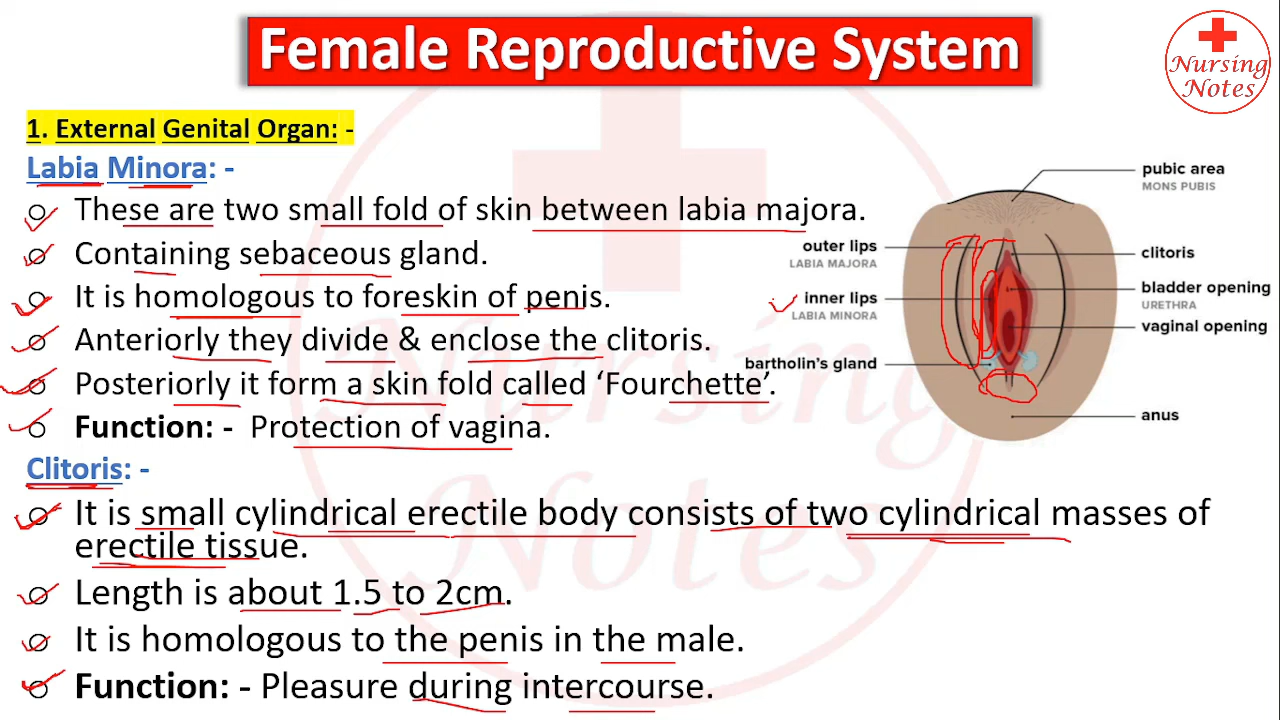 Female Reproductive System
Nursing
Notes
1. External Genital Organ: -
Labia Minora: -
These are two small fold of skin between labia majora.
Containing sebaceous gland.
It is homologous to foreskin of penis.
Anteriorly they divide & enclose the clitoris.
Posteriorly it form a skin fold called ‘Fourchette’.
Function: - Protection of vagina.
Clitoris: -
It is small cylindrical erectile body consists of two cylindrical masses of
erectile tissue.
Length is about 1.5 to 2cm.
It is homologous to the penis in the male.
Function: - Pleasure during intercourse.
pubic area
MONS PUBIS
outer lips
LABIA MAJORA
clitoris
inner lips
LABIA MINORA
bladder opening
URETHRA
vaginal opening
bartholin's gland
anus
Nursing
Notes